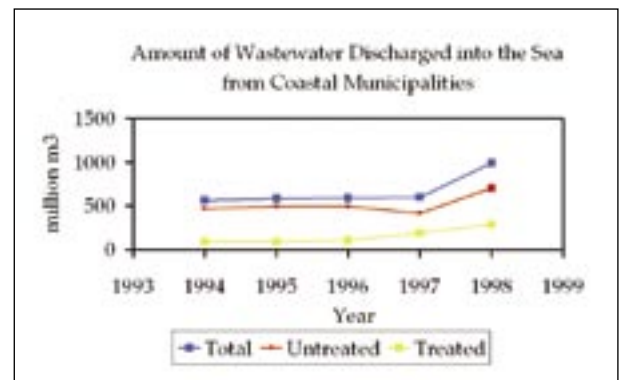 Amount of Wastewater Discharged into the Sea
from Coastal Municipalities
million m3
1500
1000
500
0
1993 1994 1995 1996 1997 1998 1999
Year
Total Untreated Treated